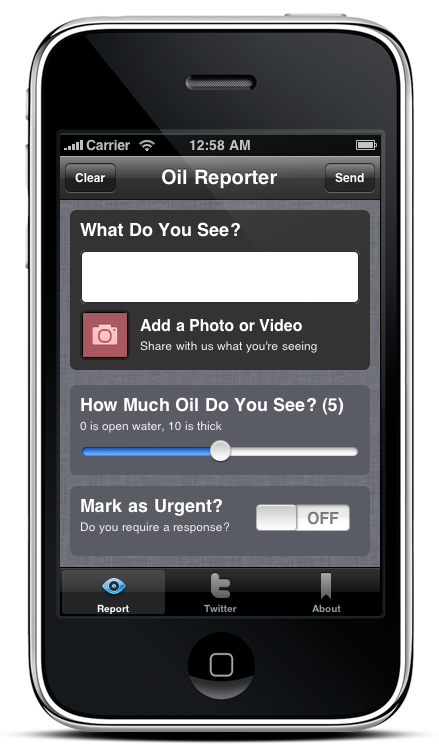 Carrier 12:58 AM
Clear Oil Reporter Send
What Do You See?
Add a Photo or Video
Share with us what you're seeing
How Much Oil Do You See? (5)
0 is open water, 10 is thick
Mark as Urgent?
Do you require a response?
OFF
Report Twitter About